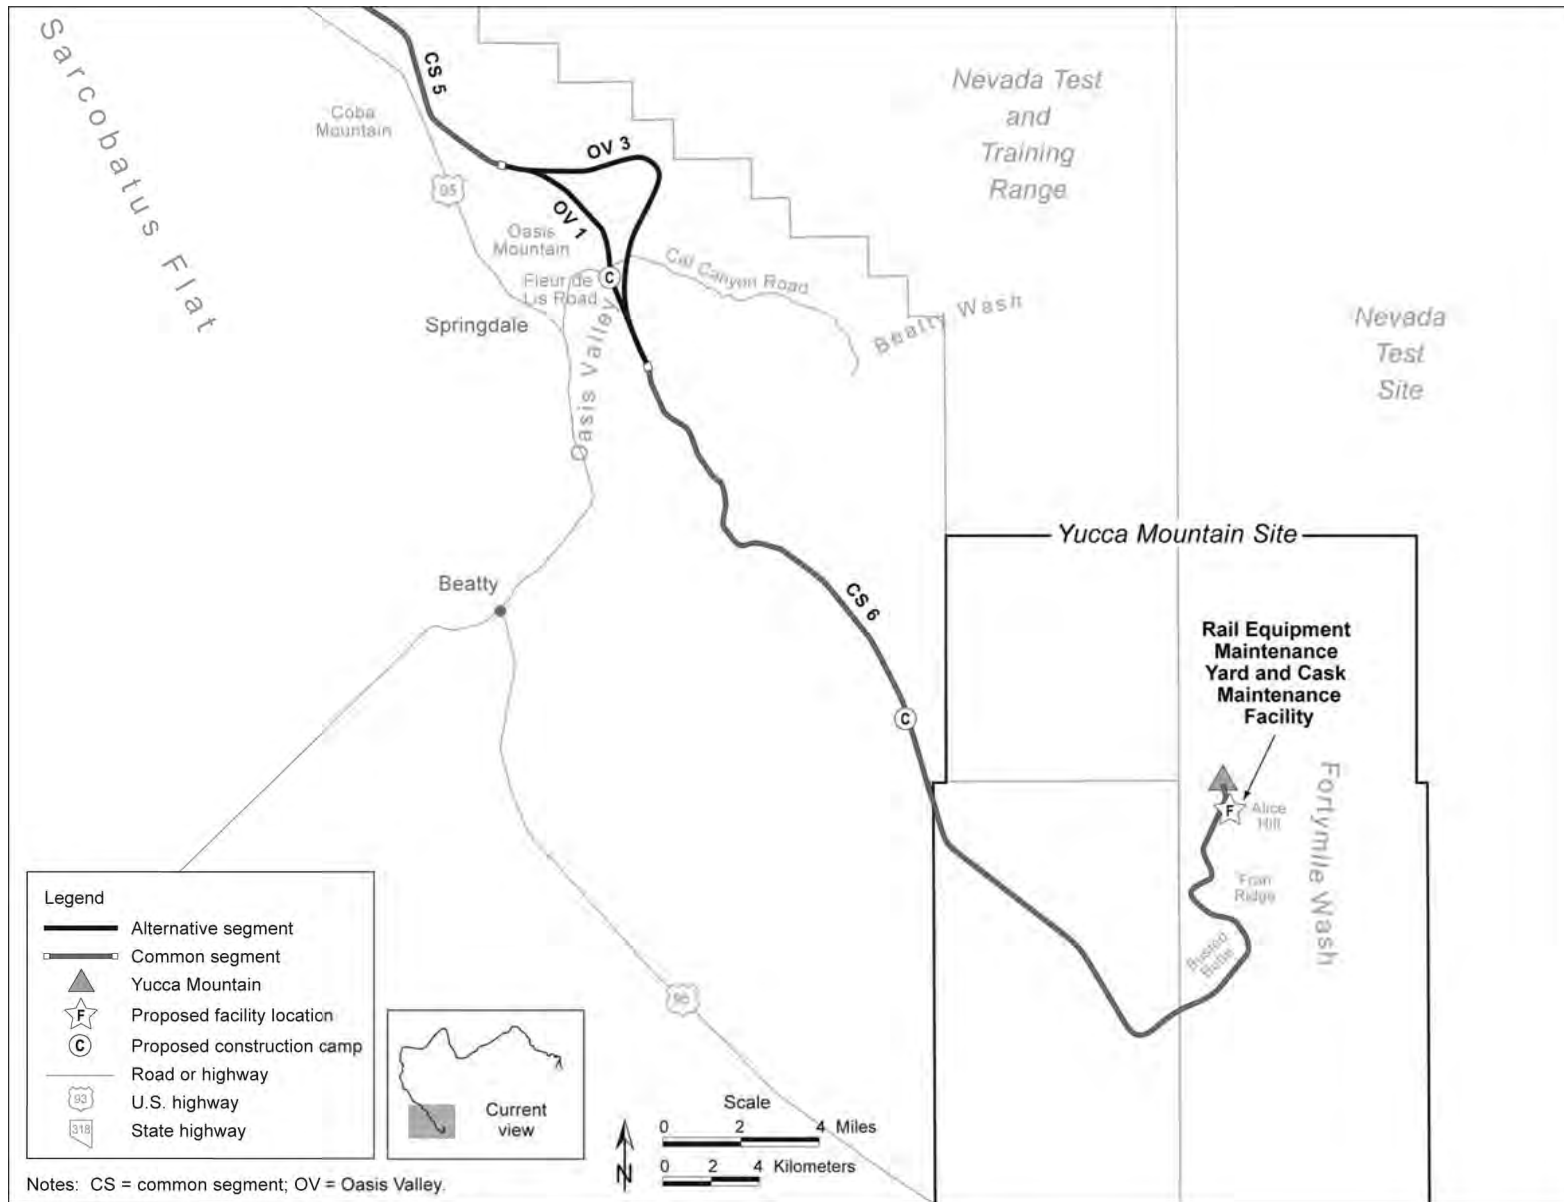 Sarcobatus Flat
CS 5
Coba
Mountain
95
OV 3
OV 1
Oasis
Mountain
Fleur de
Lis Road
C
Cat Canyon Road
Beatty Wash
Springdale
Oasis Valley
Nevada Test
and
Training
Range
Nevada
Test
Site
Yucca Mountain Site
Beatty
CS 6
C
Rail Equipment
Maintenance
Yard and Cask
Maintenance
Facility
F
Alice
Hill
Fran
Ridge
Busted
Butte
Fortymile Wash
95
Legend
Alternative segment
Common segment
Yucca Mountain
F Proposed facility location
C Proposed construction camp
Road or highway
93 U.S. highway
318 State highway
Current
view
N
Scale
0 2 4 Miles
0 2 4 Kilometers
Notes: CS = common segment; OV = Oasis Valley.